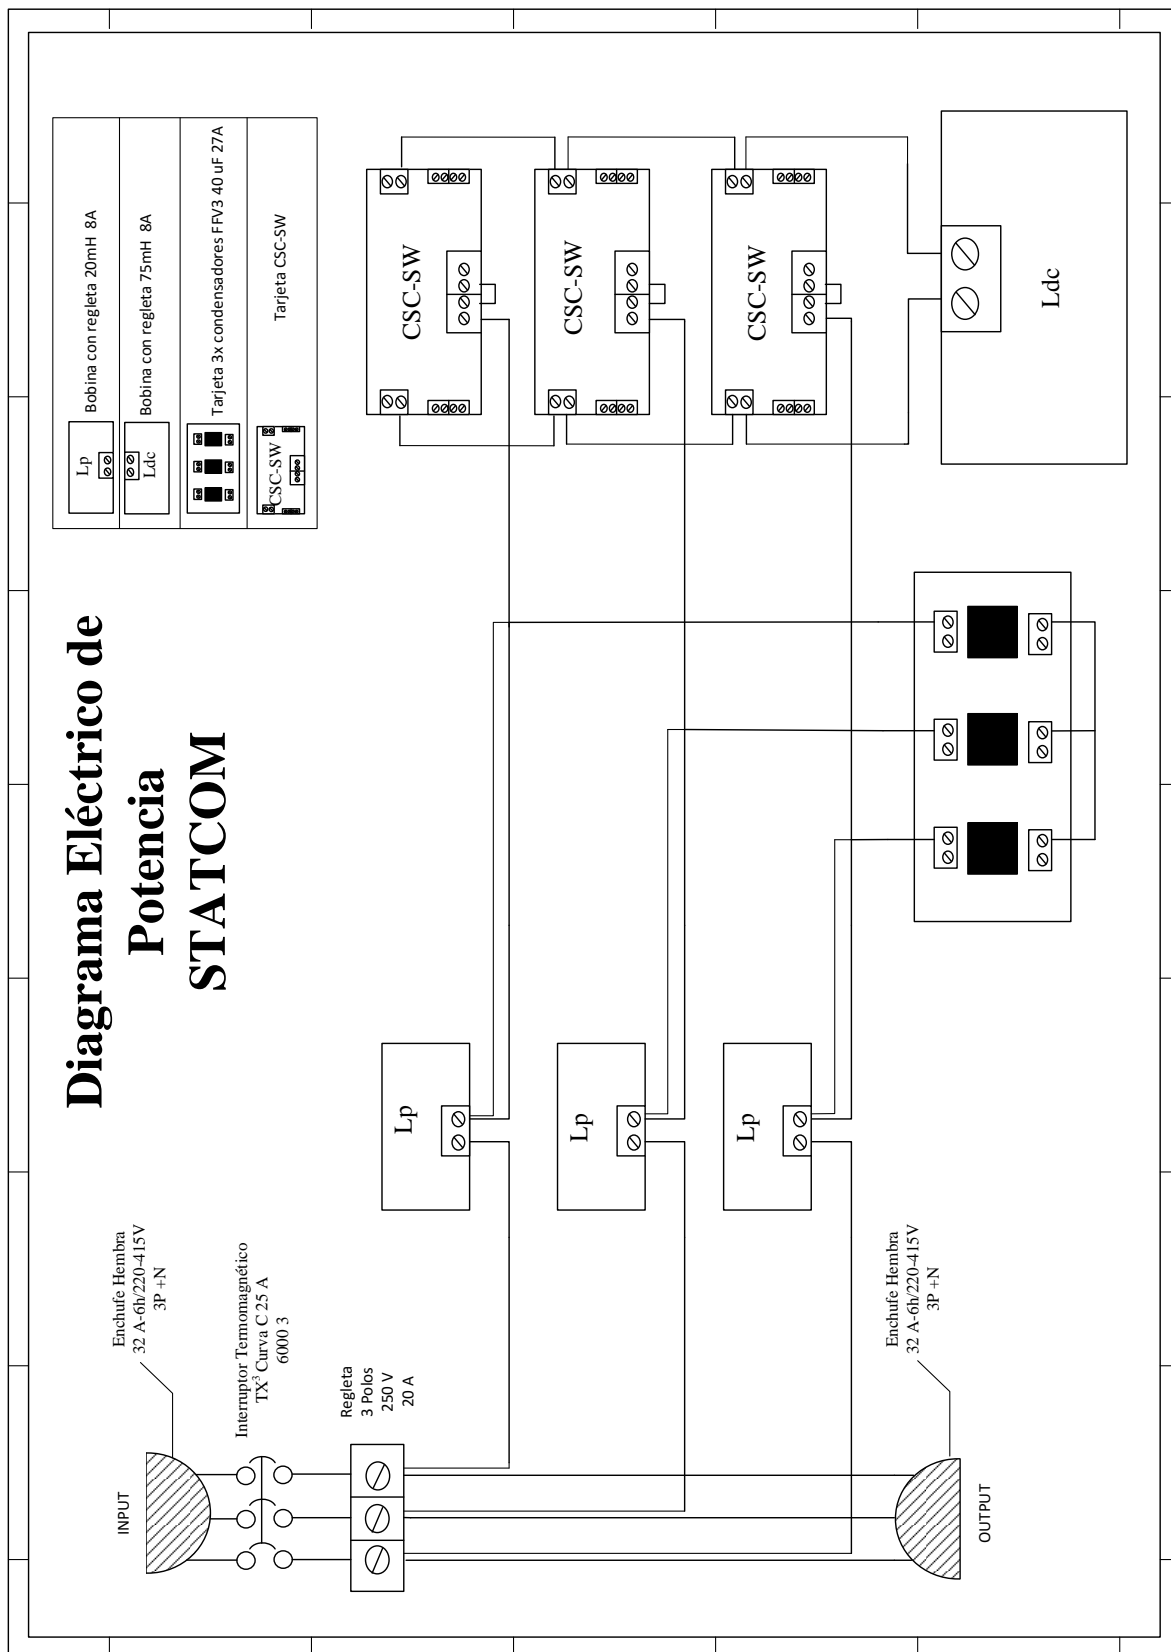 Diagrama Eléctrico de
Potencia
STATCOM
Lp
Bobina con regleta 20mH 8A
Ldc
Bobina con regleta 75mH 8A
Tarjeta 3x condensadores FFV3 40 uF 27A
CSC-SW
Tarjeta CSC-SW
INPUT
Enchufe Hembra
32 A-6h/220-415V
3P +N
Interruptor Termomagnético
TX³ Curva C 25 A
6000 3
Regleta
3 Polos
250 V
20 A
Lp
Lp
Lp
CSC-SW
CSC-SW
CSC-SW
Ldc
OUTPUT
Enchufe Hembra
32 A-6h/220-415V
3P +N